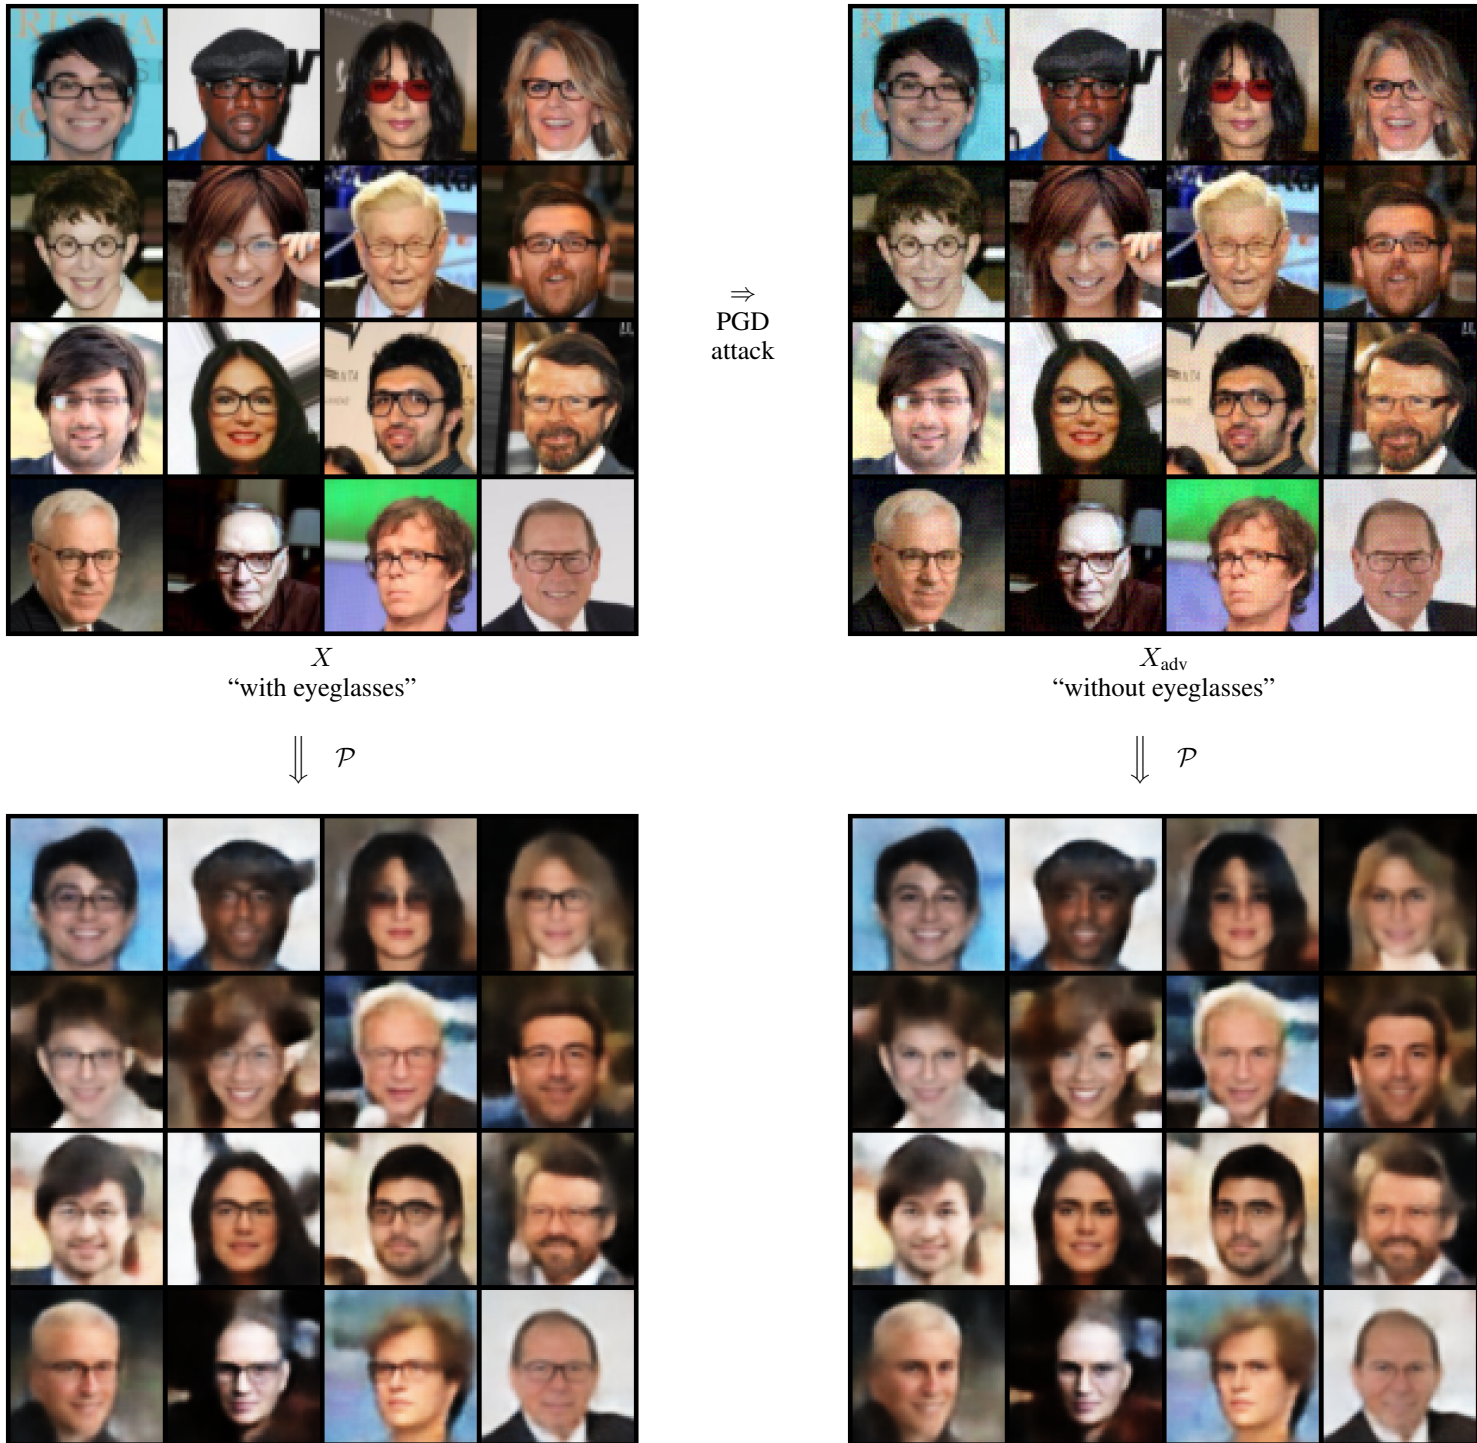 ⇒
PGD
attack
X
“with eyeglasses”
X_adv
“without eyeglasses”
⇓ 𝒫
⇓ 𝒫